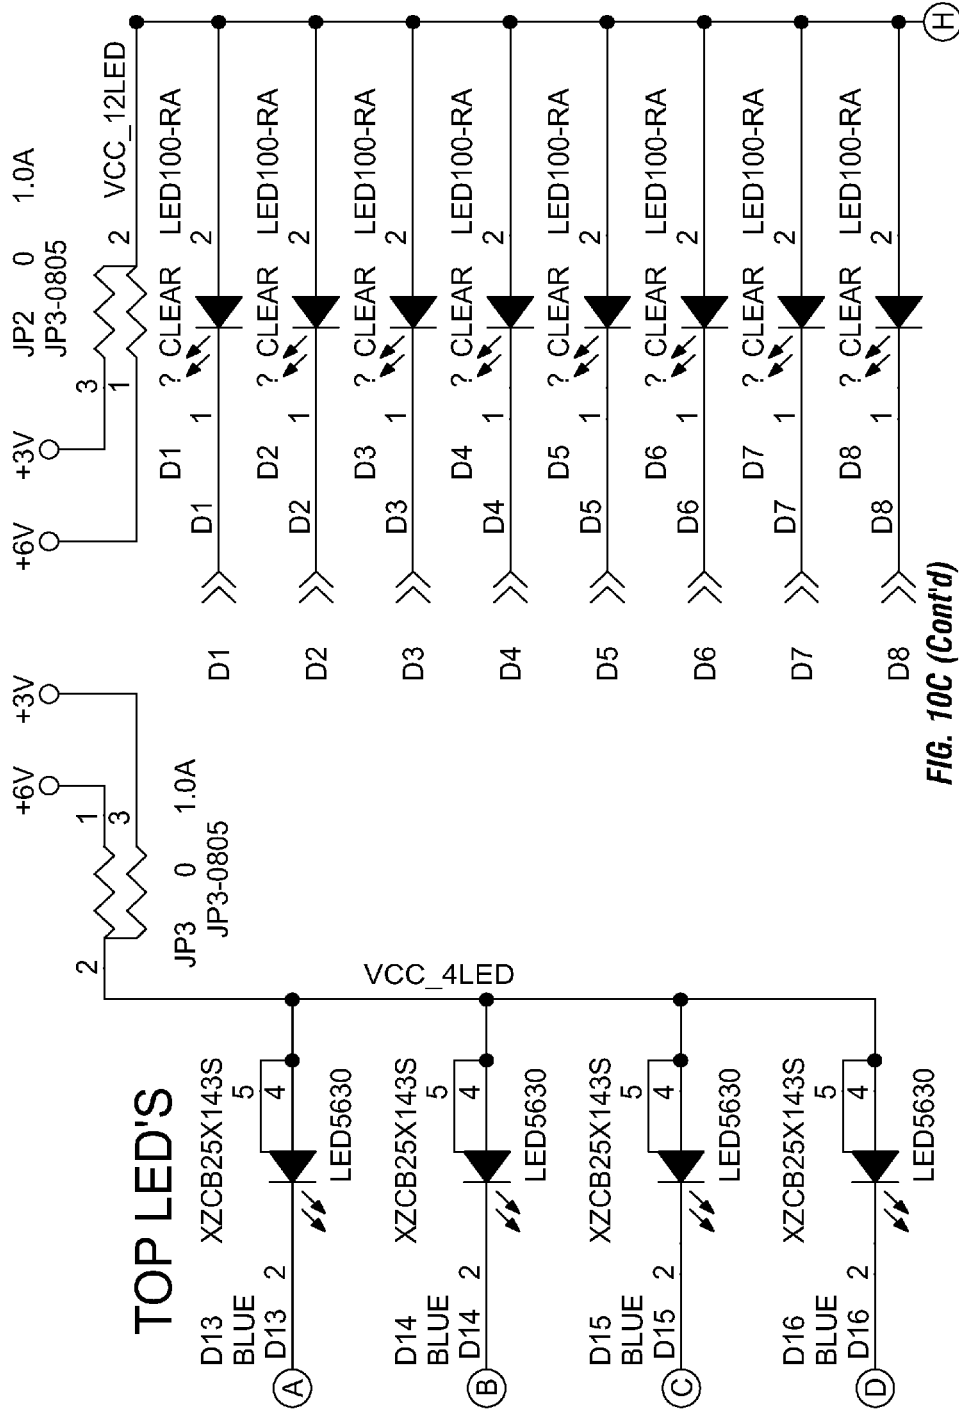 TOP LED'S
+6V
+3V
1
3
2
JP3 0 1.0A
JP3-0805
VCC_4LED
D13
BLUE
D13
XZCB25X143S
5
4
2
LED5630
A
D14
BLUE
D14
XZCB25X143S
5
4
2
LED5630
B
D15
BLUE
D15
XZCB25X143S
5
4
2
LED5630
C
D16
BLUE
D16
XZCB25X143S
5
4
2
LED5630
D
+6V
+3V
JP2 0 1.0A
JP3-0805
3
1
2
VCC_12LED
D1 ? CLEAR LED100-RA
D1 D1 1 2
D2 ? CLEAR LED100-RA
D2 D2 1 2
D3 ? CLEAR LED100-RA
D3 D3 1 2
D4 ? CLEAR LED100-RA
D4 D4 1 2
D5 ? CLEAR LED100-RA
D5 D5 1 2
D6 ? CLEAR LED100-RA
D6 D6 1 2
D7 ? CLEAR LED100-RA
D7 D7 1 2
D8 ? CLEAR LED100-RA
D8 D8 1 2
H
FIG. 10C (Cont'd)